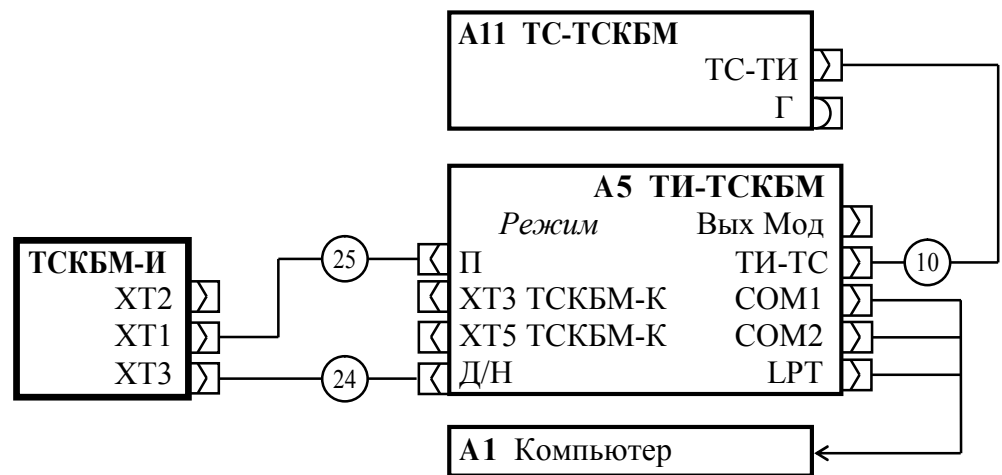 А11 ТС-ТСКБМ
ТС-ТИ
Г
А5 ТИ-ТСКБМ
Режим Вых Мод
П ТИ-ТС
ХТ3 ТСКБМ-К COM1
ХТ5 ТСКБМ-К COM2
Д/Н LPT
ТСКБМ-И
ХТ2
ХТ1
ХТ3
25
24
10
А1 Компьютер